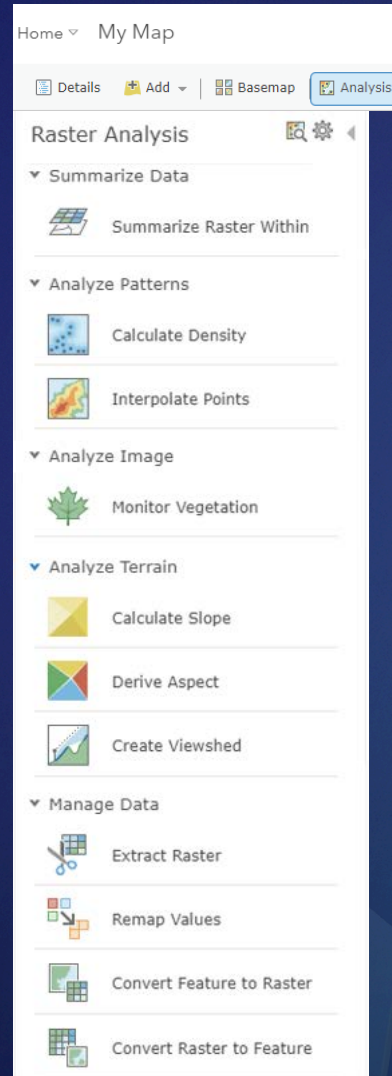 Home My Map
Details Add Basemap Analysis
Raster Analysis
Summarize Data
Summarize Raster Within
Analyze Patterns
Calculate Density
Interpolate Points
Analyze Image
Monitor Vegetation
Analyze Terrain
Calculate Slope
Derive Aspect
Create Viewshed
Manage Data
Extract Raster
Remap Values
Convert Feature to Raster
Convert Raster to Feature